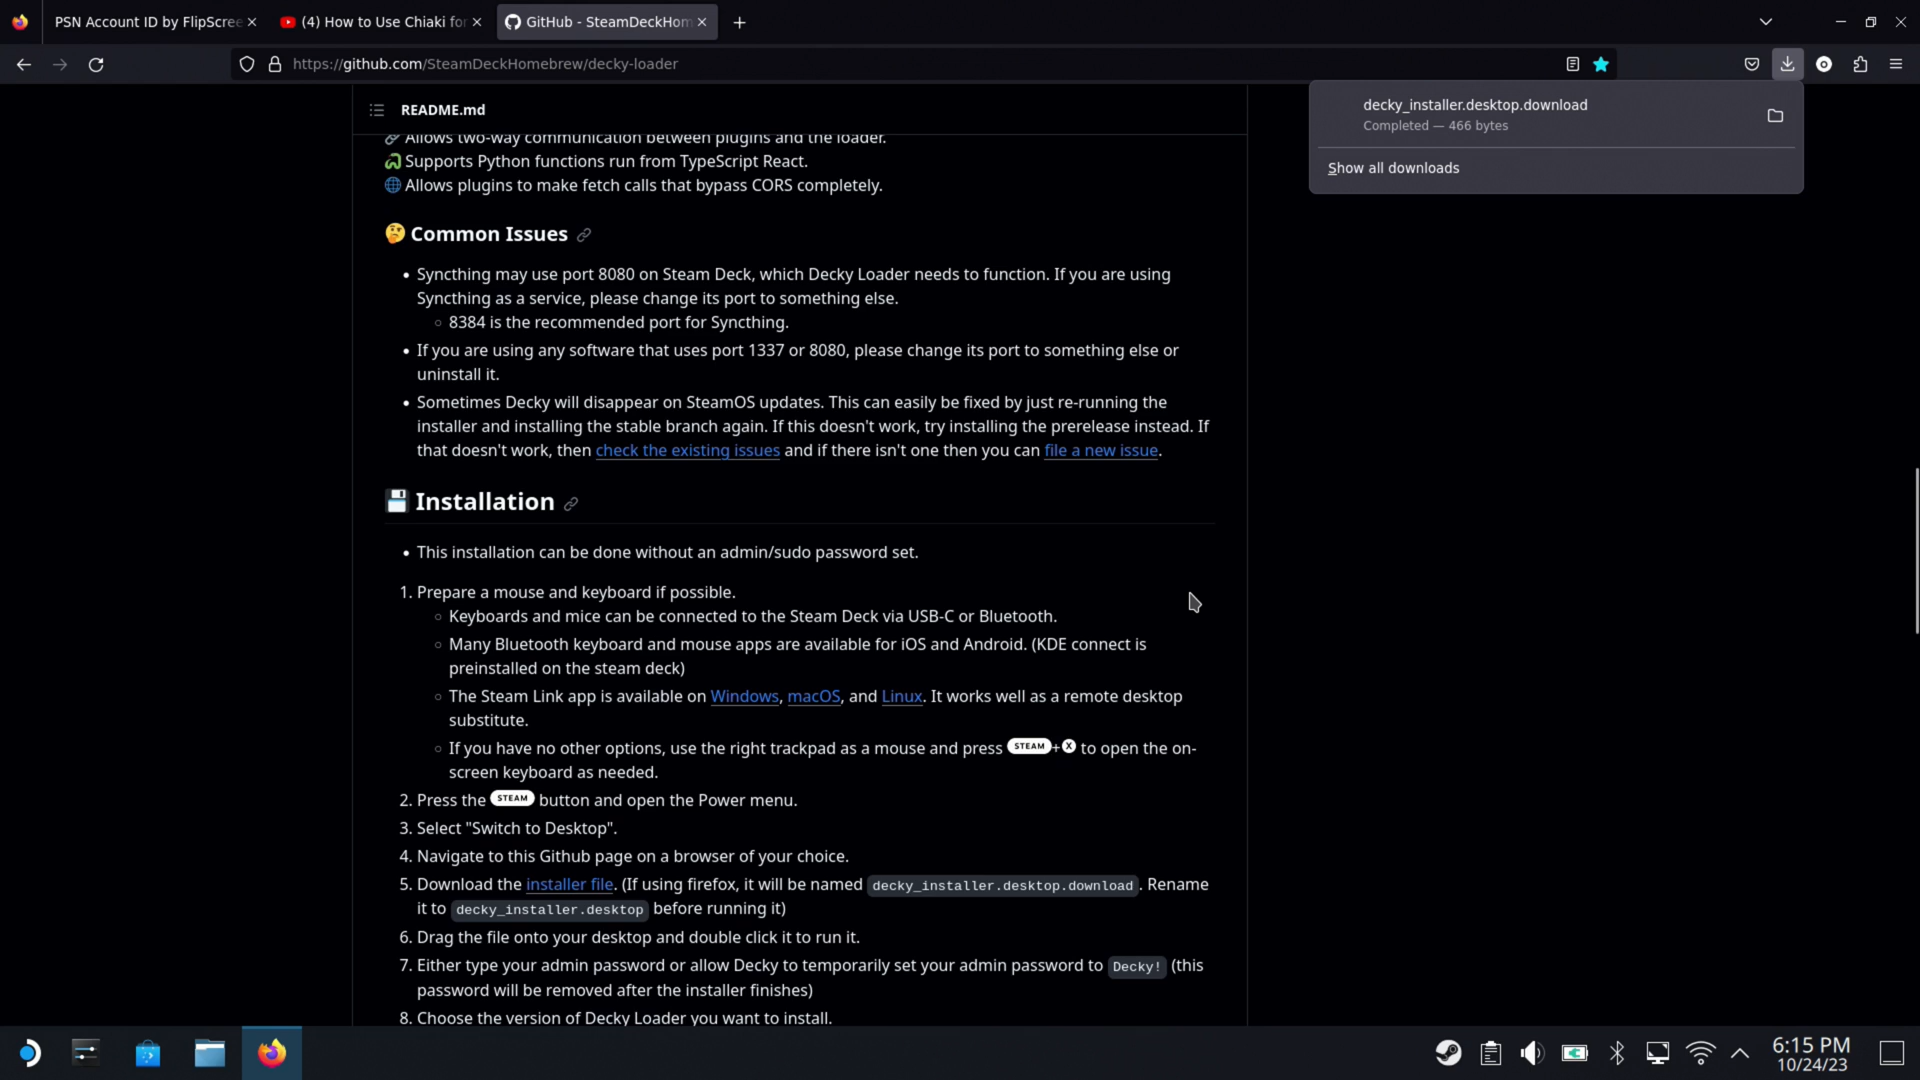 PSN Account ID by FlipScree
(4) How to Use Chiaki for
GitHub - SteamDeckHom
https://github.com/SteamDeckHomebrew/decky-loader
decky_installer.desktop.download
Completed — 466 bytes
Show all downloads
README.md
Allows two-way communication between plugins and the loader.
Supports Python functions run from TypeScript React.
Allows plugins to make fetch calls that bypass CORS completely.
Common Issues
• Syncthing may use port 8080 on Steam Deck, which Decky Loader needs to function. If you are using
Syncthing as a service, please change its port to something else.
○ 8384 is the recommended port for Syncthing.
• If you are using any software that uses port 1337 or 8080, please change its port to something else or
uninstall it.
• Sometimes Decky will disappear on SteamOS updates. This can easily be fixed by just re-running the
installer and installing the stable branch again. If this doesn't work, try installing the prerelease instead. If
that doesn't work, then check the existing issues and if there isn't one then you can file a new issue.
Installation
• This installation can be done without an admin/sudo password set.
1. Prepare a mouse and keyboard if possible.
○ Keyboards and mice can be connected to the Steam Deck via USB-C or Bluetooth.
○ Many Bluetooth keyboard and mouse apps are available for iOS and Android. (KDE connect is
preinstalled on the steam deck)
○ The Steam Link app is available on Windows, macOS, and Linux. It works well as a remote desktop
substitute.
○ If you have no other options, use the right trackpad as a mouse and press STEAM+X to open the on-
screen keyboard as needed.
2. Press the STEAM button and open the Power menu.
3. Select "Switch to Desktop".
4. Navigate to this Github page on a browser of your choice.
5. Download the installer file. (If using firefox, it will be named decky_installer.desktop.download. Rename
it to decky_installer.desktop before running it)
6. Drag the file onto your desktop and double click it to run it.
7. Either type your admin password or allow Decky to temporarily set your admin password to Decky! (this
password will be removed after the installer finishes)
8. Choose the version of Decky Loader you want to install.
6:15 PM
10/24/23